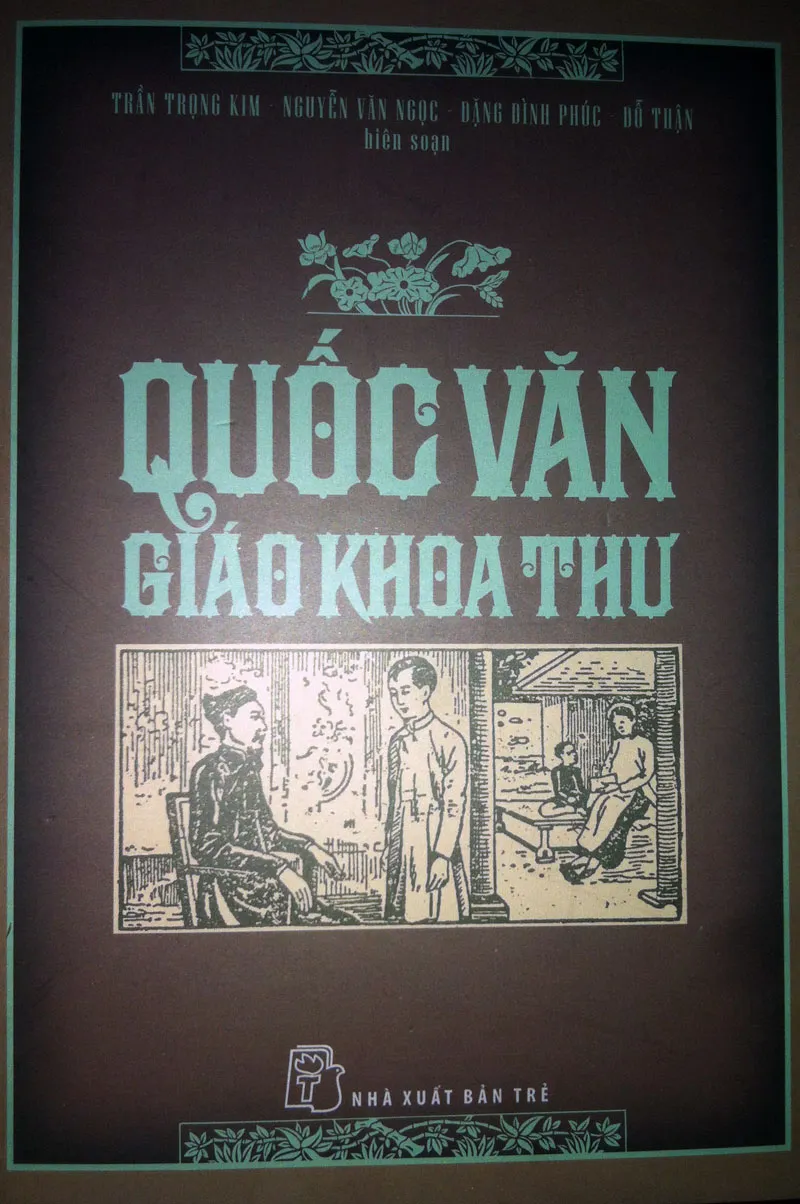 TRẦN TRỌNG KIM - NGUYỄN VĂN NGỌC - ĐẶNG ĐÌNH PHÚC - ĐỖ THẬN
biên soạn
QUỐC VĂN
GIÁO KHOA THƯ
T
NHÀ XUẤT BẢN TRẺ